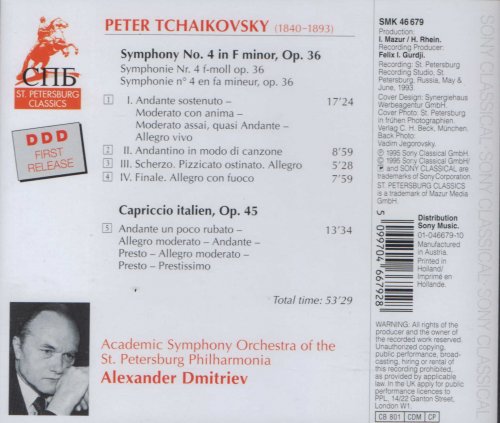 СПБ
ST. PETERSBURG
CLASSICS
DDD
FIRST
RELEASE
PETER TCHAIKOVSKY (1840–1893)
Symphony No. 4 in F minor, Op. 36
Symphonie Nr. 4 f-moll op. 36
Symphonie n° 4 en fa mineur, op. 36
1 I. Andante sostenuto – 17'24
Moderato con anima –
Moderato assai, quasi Andante –
Allegro vivo
2 II. Andantino in modo di canzone 8'59
3 III. Scherzo. Pizzicato ostinato. Allegro 5'28
4 IV. Finale. Allegro con fuoco 7'59
Capriccio italien, Op. 45
5 Andante un poco rubato – 13'34
Allegro moderato – Andante –
Presto – Allegro moderato –
Presto – Prestissimo
Total time: 53'29
Academic Symphony Orchestra of the
St. Petersburg Philharmonia
Alexander Dmitriev
SMK 46 679
Production:
I. Mazur / H. Rhein.
Recording Producer:
Felix I. Gurdji.
Recording: St. Petersburg
Recording Studio, St.
Petersburg, Russia, May &
June, 1993.
Cover Design: Synergiehaus
Werbeagentur GmbH.
Cover Photo: St. Petersburg
in frühen Photographien.
Verlag C. H. Beck, München.
Back Photo:
Vadim Jegorovsky.
℗ 1995 Sony Classical GmbH
© 1995 Sony Classical GmbH/
and SONY CLASSICAL are
trademarks of Sony Corporation.
ST. PETERSBURG CLASSICS
is a trademark of Mazur Media
GmbH.
5 099704 667928
Distribution
Sony Music.
01-046679-10
Manufactured
in Austria.
Printed in
Holland/
Imprimé en
Hollande.
WARNING: All rights of the
producer and of the owner of
the recorded work reserved.
Unauthorized copying, public
performance, broad-
casting, hiring or rental of
this recording prohibited,
as provided by applicable
law. In the UK apply for public
performance licences to
PPL, 14/22 Ganton Street,
London W1.
CB 801 CDM CP
SONY CLASSICAL SONY CLASSICAL